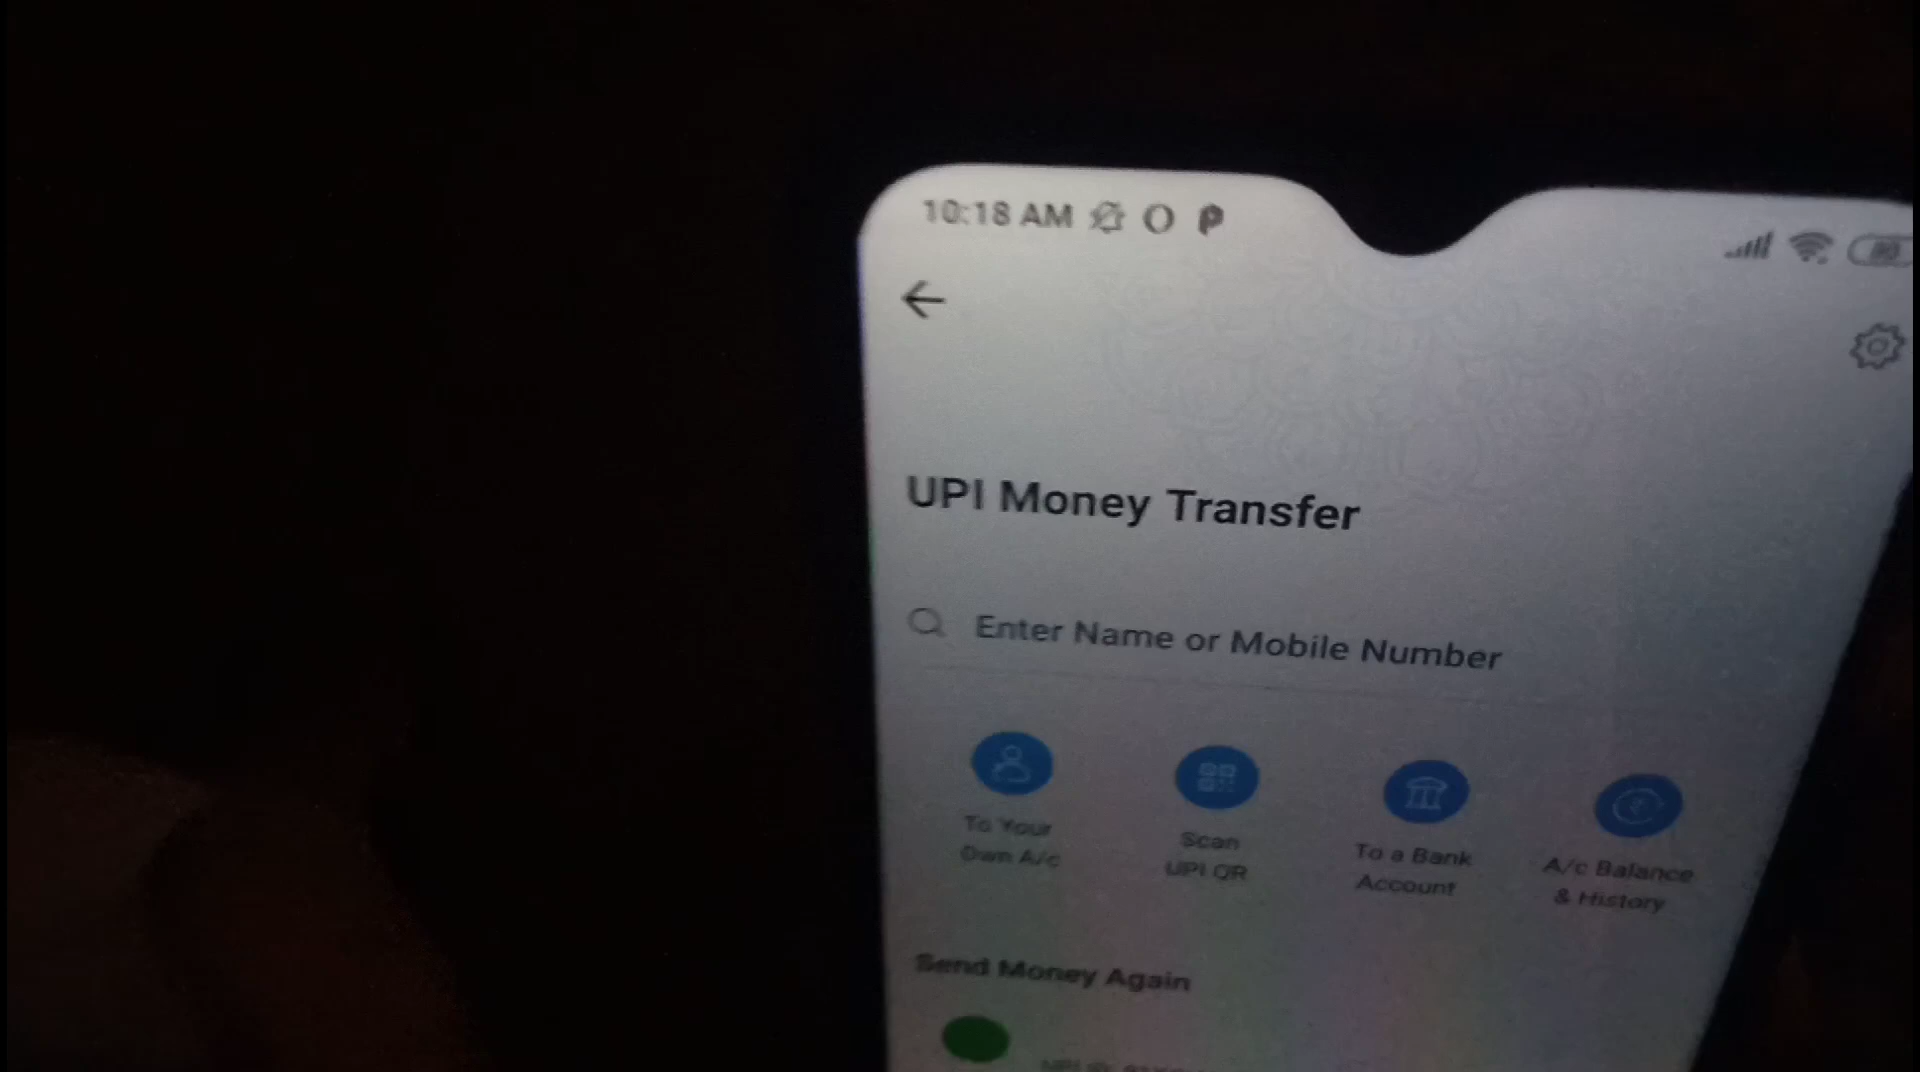 10:18 AM
UPI Money Transfer
Enter Name or Mobile Number
To Your
Own A/c
Scan
UPI QR
To a Bank
Account
A/c Balance
& History
Send Money Again